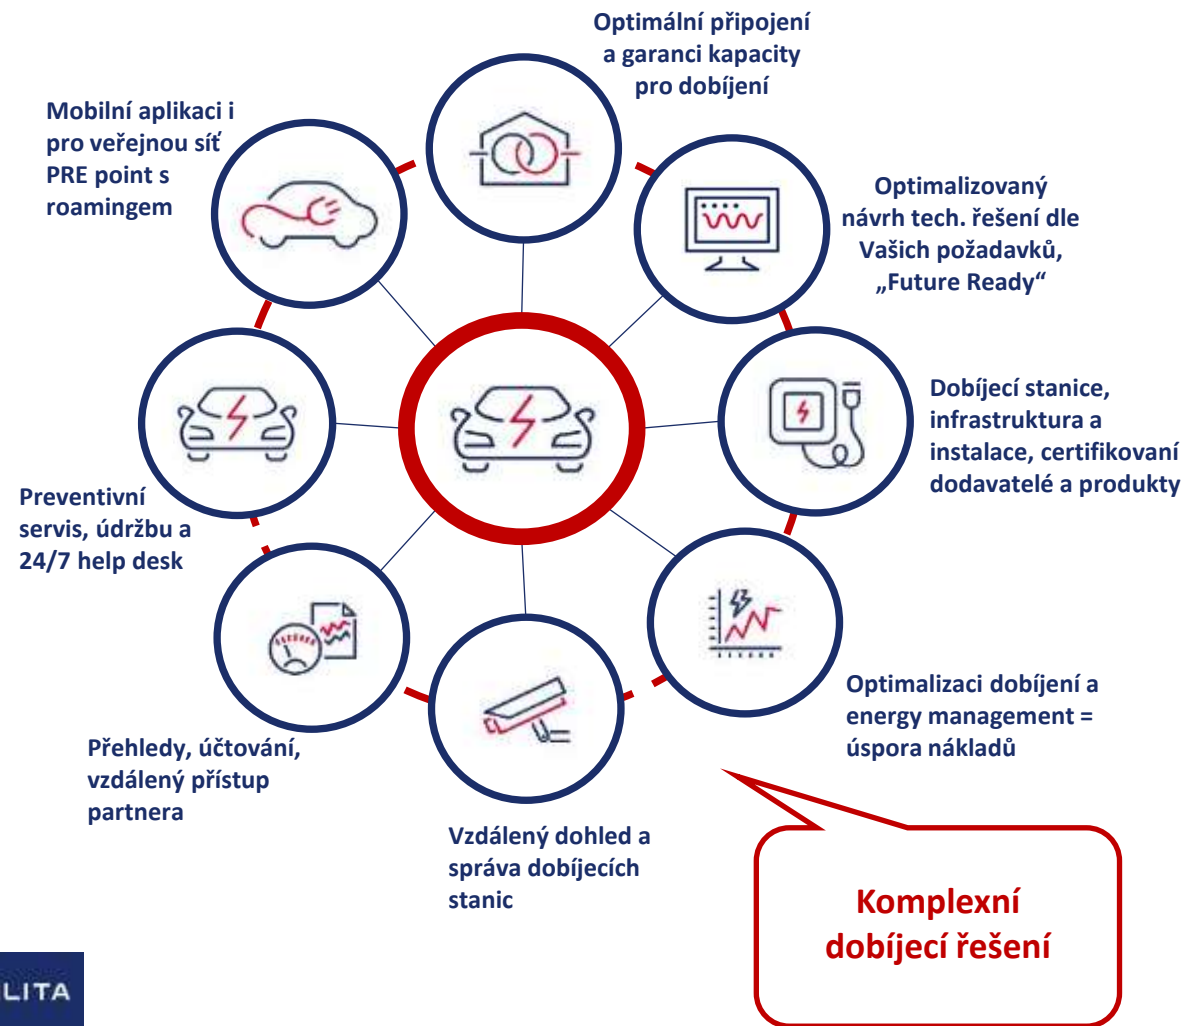 Optimální připojení
a garanci kapacity
pro dobíjení
Mobilní aplikaci i
pro veřejnou síť
PRE point s
roamingem
Optimalizovaný
návrh tech. řešení dle
Vašich požadavků,
„Future Ready“
Dobíjecí stanice,
infrastruktura a
instalace, certifikovaní
dodavatelé a produkty
Preventivní
servis, údržbu a
24/7 help desk
Optimalizaci dobíjení a
energy management =
úspora nákladů
Přehledy, účtování,
vzdálený přístup
partnera
Vzdálený dohled a
správa dobíjecích
stanic
Komplexní
dobíjecí řešení
LITA